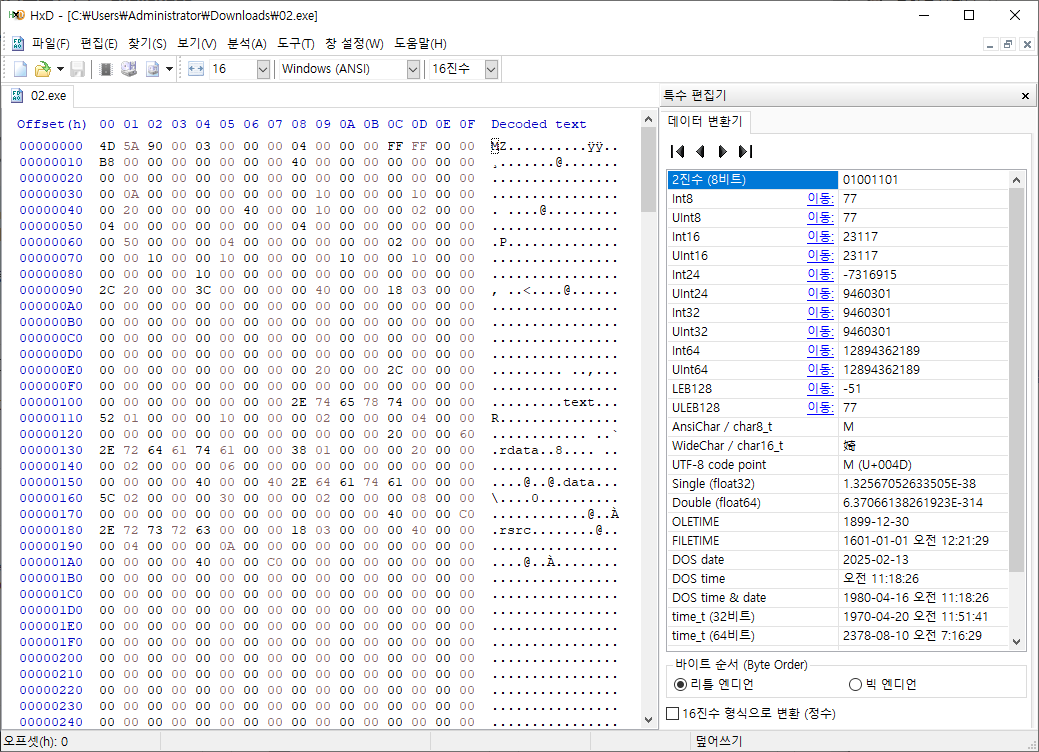 HxD - [C:₩Users₩Administrator₩Downloads₩02.exe]
파일(F) 편집(E) 찾기(S) 보기(V) 분석(A) 도구(T) 창 설정(W) 도움말(H)
16 Windows (ANSI) 16진수
02.exe
Offset(h) 00 01 02 03 04 05 06 07 08 09 0A 0B 0C 0D 0E 0F Decoded text
00000000 4D 5A 90 00 03 00 00 00 04 00 00 00 FF FF 00 00 MZ..........ÿÿ..
00000010 B8 00 00 00 00 00 00 00 40 00 00 00 00 00 00 00 ¸.......@.......
00000020 00 00 00 00 00 00 00 00 00 00 00 00 00 00 00 00 ................
00000030 00 0A 00 00 00 00 00 00 00 10 00 00 00 10 00 00 ................
00000040 00 20 00 00 00 00 40 00 00 10 00 00 00 02 00 00 . ....@.........
00000050 04 00 00 00 00 00 00 00 04 00 00 00 00 00 00 00 ................
00000060 00 50 00 00 00 04 00 00 00 00 00 00 02 00 00 00 .P..............
00000070 00 00 10 00 00 10 00 00 00 00 10 00 00 10 00 00 ................
00000080 00 00 00 00 10 00 00 00 00 00 00 00 00 00 00 00 ................
00000090 2C 20 00 00 3C 00 00 00 00 40 00 00 18 03 00 00 , ..<....@......
000000A0 00 00 00 00 00 00 00 00 00 00 00 00 00 00 00 00 ................
000000B0 00 00 00 00 00 00 00 00 00 00 00 00 00 00 00 00 ................
000000C0 00 00 00 00 00 00 00 00 00 00 00 00 00 00 00 00 ................
000000D0 00 00 00 00 00 00 00 00 00 00 00 00 00 00 00 00 ................
000000E0 00 00 00 00 00 00 00 00 00 20 00 00 2C 00 00 00 ......... ..,...
000000F0 00 00 00 00 00 00 00 00 00 00 00 00 00 00 00 00 ................
00000100 00 00 00 00 00 00 00 00 2E 74 65 78 74 00 00 00 .........text...
00000110 52 01 00 00 00 10 00 00 00 02 00 00 00 04 00 00 R...............
00000120 00 00 00 00 00 00 00 00 00 00 00 00 20 00 00 60 ............ ..`
00000130 2E 72 64 61 74 61 00 00 38 01 00 00 00 20 00 00 .rdata..8.... ..
00000140 00 02 00 00 00 06 00 00 00 00 00 00 00 00 00 00 ................
00000150 00 00 00 00 40 00 00 40 2E 64 61 74 61 00 00 00 ....@..@.data...
00000160 5C 02 00 00 00 30 00 00 00 02 00 00 00 08 00 00 \....0..........
00000170 00 00 00 00 00 00 00 00 00 00 00 00 40 00 00 C0 ............@..À
00000180 2E 72 73 72 63 00 00 00 18 03 00 00 00 40 00 00 .rsrc........@..
00000190 00 04 00 00 00 0A 00 00 00 00 00 00 00 00 00 00 ................
000001A0 00 00 00 00 40 00 00 C0 00 00 00 00 00 00 00 00 ....@..À........
000001B0 00 00 00 00 00 00 00 00 00 00 00 00 00 00 00 00 ................
000001C0 00 00 00 00 00 00 00 00 00 00 00 00 00 00 00 00 ................
000001D0 00 00 00 00 00 00 00 00 00 00 00 00 00 00 00 00 ................
000001E0 00 00 00 00 00 00 00 00 00 00 00 00 00 00 00 00 ................
000001F0 00 00 00 00 00 00 00 00 00 00 00 00 00 00 00 00 ................
00000200 00 00 00 00 00 00 00 00 00 00 00 00 00 00 00 00 ................
00000210 00 00 00 00 00 00 00 00 00 00 00 00 00 00 00 00 ................
00000220 00 00 00 00 00 00 00 00 00 00 00 00 00 00 00 00 ................
00000230 00 00 00 00 00 00 00 00 00 00 00 00 00 00 00 00 ................
00000240 00 00 00 00 00 00 00 00 00 00 00 00 00 00 00 00 ................
특수 편집기
데이터 변환기
2진수 (8비트) 01001101
Int8 이동: 77
UInt8 이동: 77
Int16 이동: 23117
UInt16 이동: 23117
Int24 이동: -7316915
UInt24 이동: 9460301
Int32 이동: 9460301
UInt32 이동: 9460301
Int64 이동: 12894362189
UInt64 이동: 12894362189
LEB128 이동: -51
ULEB128 이동: 77
AnsiChar / char8_t M
WideChar / char16_t 婍
UTF-8 code point M (U+004D)
Single (float32) 1.32567052633505E-38
Double (float64) 6.37066138261923E-314
OLETIME 1899-12-30
FILETIME 1601-01-01 오전 12:21:29
DOS date 2025-02-13
DOS time 오전 11:18:26
DOS time & date 1980-04-16 오전 11:18:26
time_t (32비트) 1970-04-20 오전 11:51:41
time_t (64비트) 2378-08-10 오전 7:16:29
바이트 순서 (Byte Order)
리틀 엔디언 빅 엔디언
16진수 형식으로 변환 (정수)
오프셋(h): 0 덮어쓰기